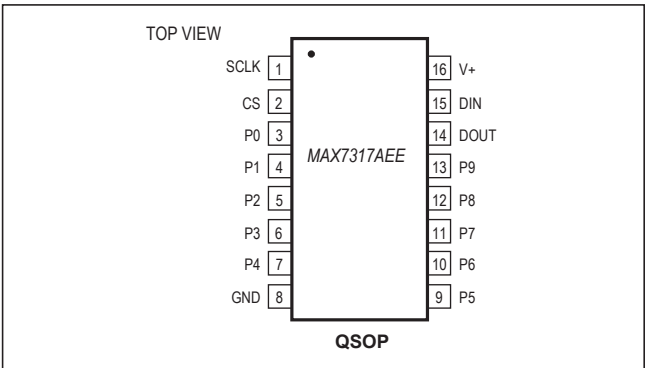 TOP VIEW
SCLK 1 16 V+
CS 2 15 DIN
P0 3 14 DOUT
MAX7317AEE
P1 4 13 P9
P2 5 12 P8
P3 6 11 P7
P4 7 10 P6
GND 8 9 P5
QSOP